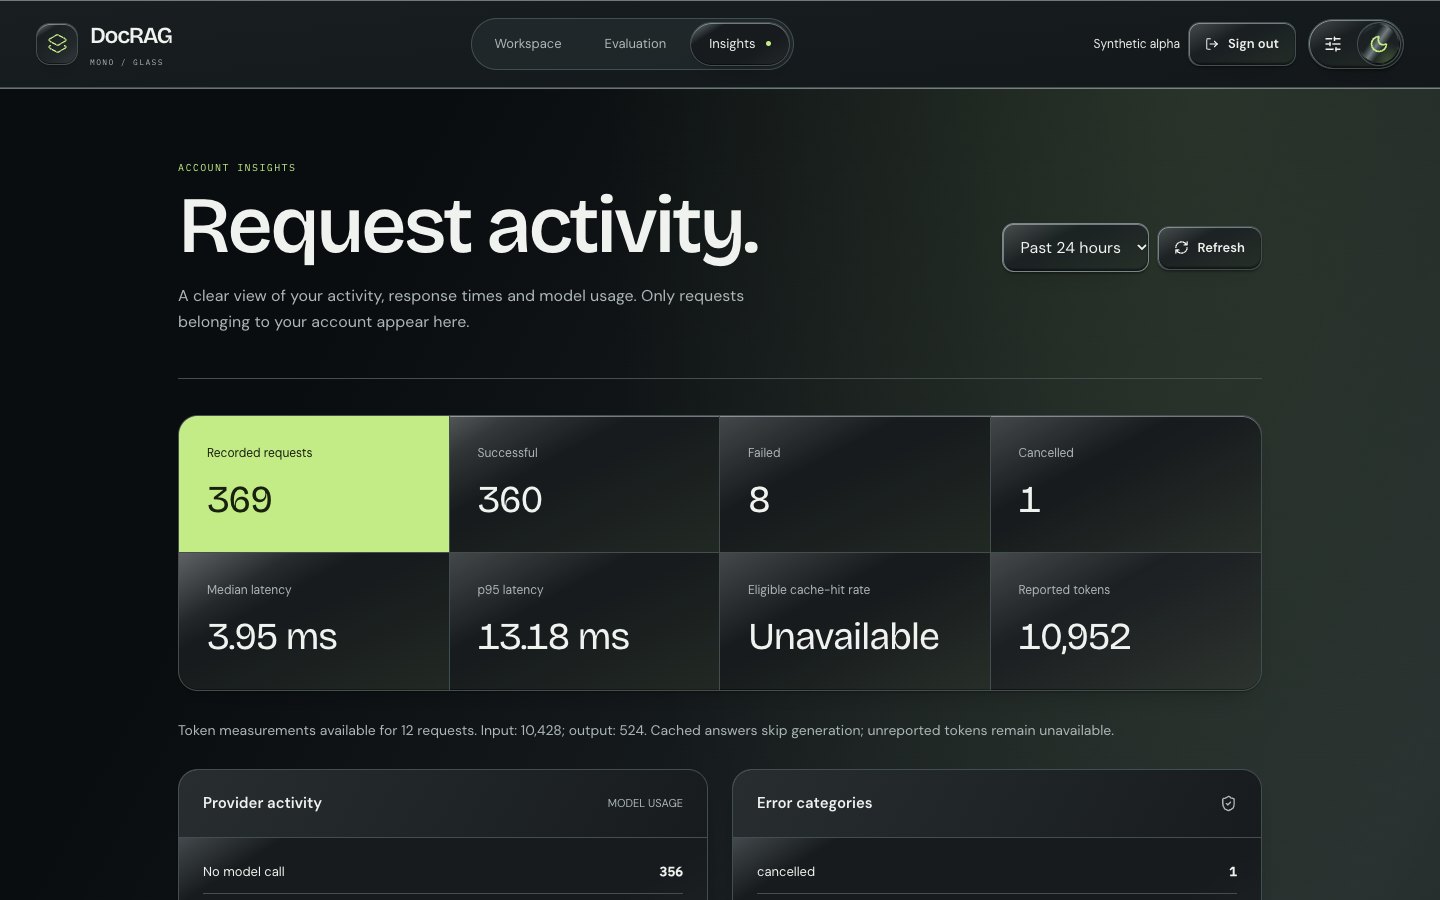 DocRAG
MONO / GLASS
Workspace
Evaluation
Insights
Synthetic alpha
Sign out
ACCOUNT INSIGHTS
Request activity.
Past 24 hours
Refresh
A clear view of your activity, response times and model usage. Only requests
belonging to your account appear here.
Recorded requests
369
Successful
360
Failed
8
Cancelled
1
Median latency
3.95 ms
p95 latency
13.18 ms
Eligible cache-hit rate
Unavailable
Reported tokens
10,952
Token measurements available for 12 requests. Input: 10,428; output: 524. Cached answers skip generation; unreported tokens remain unavailable.
Provider activity
MODEL USAGE
No model call
356
Error categories
cancelled
1